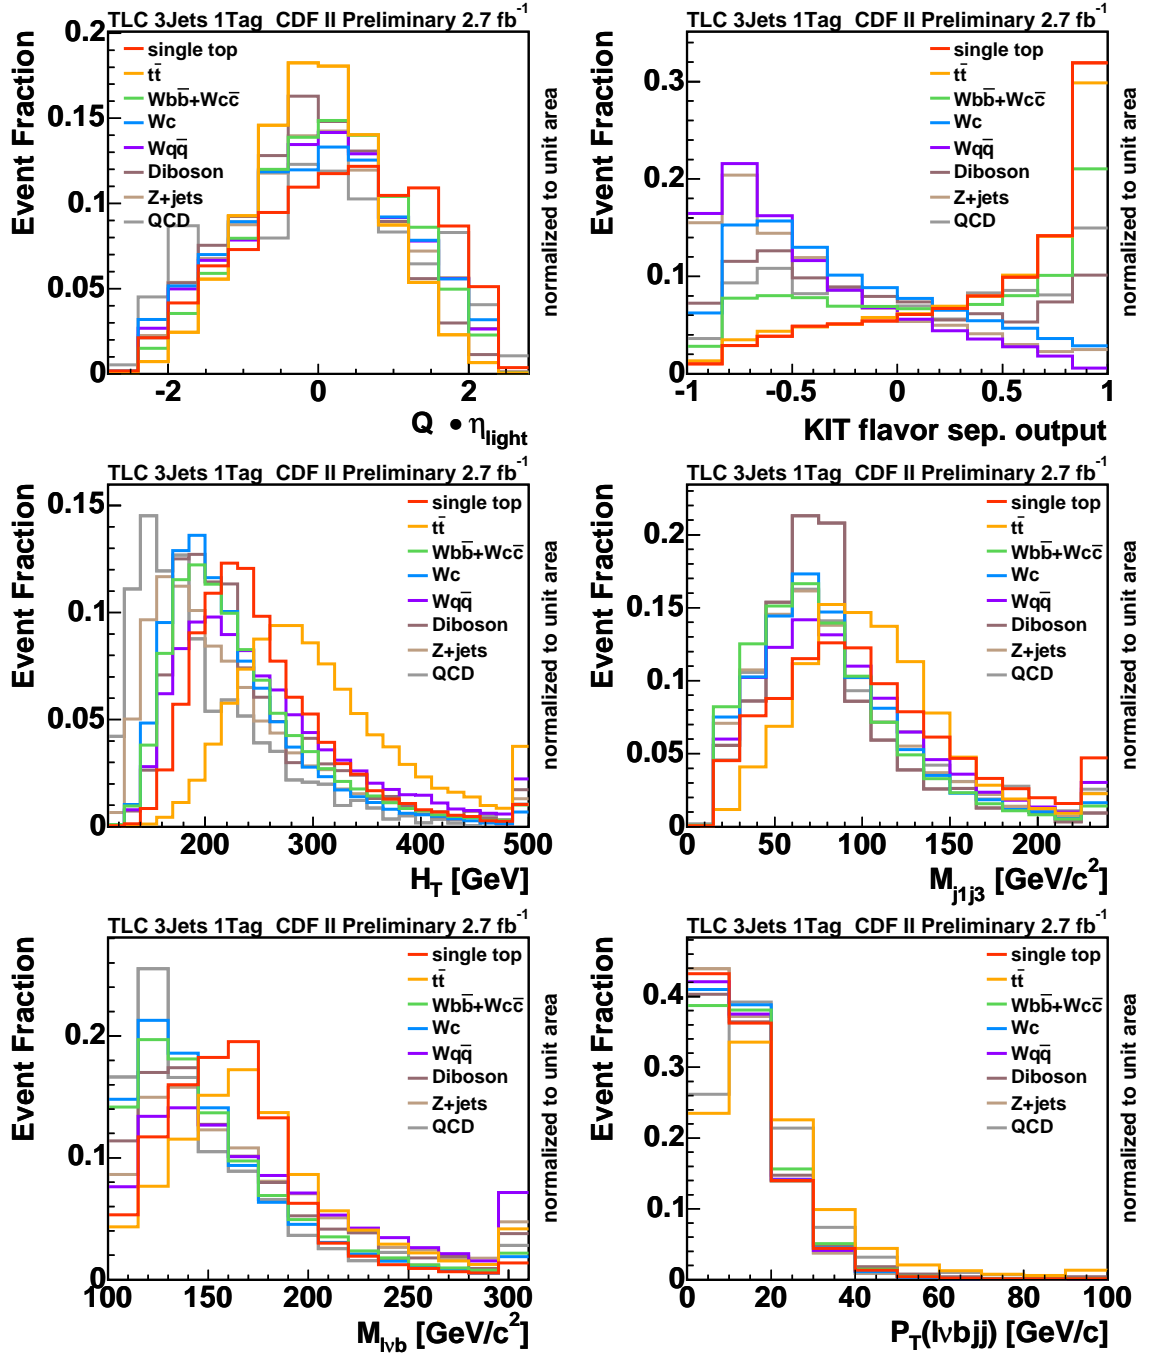 TLC 3Jets 1Tag CDF II Preliminary 2.7 fb⁻¹
Event Fraction
0.2
0.15
0.1
0.05
0
single top
tt̄
Wbb̄+Wcc̄
Wc
Wqq̄
Diboson
Z+jets
QCD
normalized to unit area
-2 0 2
Q • η_light
TLC 3Jets 1Tag CDF II Preliminary 2.7 fb⁻¹
Event Fraction
0.3
0.2
0.1
0
single top
tt̄
Wbb̄+Wcc̄
Wc
Wqq̄
Diboson
Z+jets
QCD
normalized to unit area
-1 -0.5 0 0.5 1
KIT flavor sep. output
TLC 3Jets 1Tag CDF II Preliminary 2.7 fb⁻¹
Event Fraction
0.15
0.1
0.05
0
single top
tt̄
Wbb̄+Wcc̄
Wc
Wqq̄
Diboson
Z+jets
QCD
normalized to unit area
200 300 400 500
H_T [GeV]
TLC 3Jets 1Tag CDF II Preliminary 2.7 fb⁻¹
Event Fraction
0.2
0.15
0.1
0.05
0
single top
tt̄
Wbb̄+Wcc̄
Wc
Wqq̄
Diboson
Z+jets
QCD
normalized to unit area
0 50 100 150 200
M_j1j3 [GeV/c²]
TLC 3Jets 1Tag CDF II Preliminary 2.7 fb⁻¹
Event Fraction
0.2
0.1
0
single top
tt̄
Wbb̄+Wcc̄
Wc
Wqq̄
Diboson
Z+jets
QCD
normalized to unit area
100 150 200 250 300
M_lνb [GeV/c²]
TLC 3Jets 1Tag CDF II Preliminary 2.7 fb⁻¹
Event Fraction
0.4
0.3
0.2
0.1
0
single top
tt̄
Wbb̄+Wcc̄
Wc
Wqq̄
Diboson
Z+jets
QCD
normalized to unit area
0 20 40 60 80 100
P_T(lνbjj) [GeV/c]